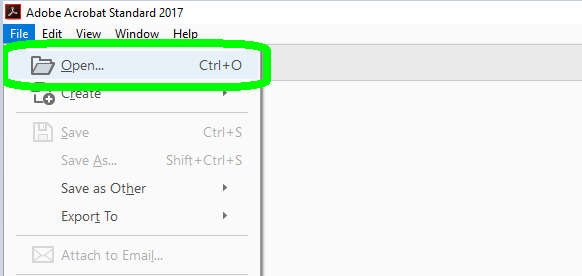 Adobe Acrobat Standard 2017
File Edit View Window Help
Open... Ctrl+O
Create
Save Ctrl+S
Save As... Shift+Ctrl+S
Save as Other
Export To
Attach to Email...